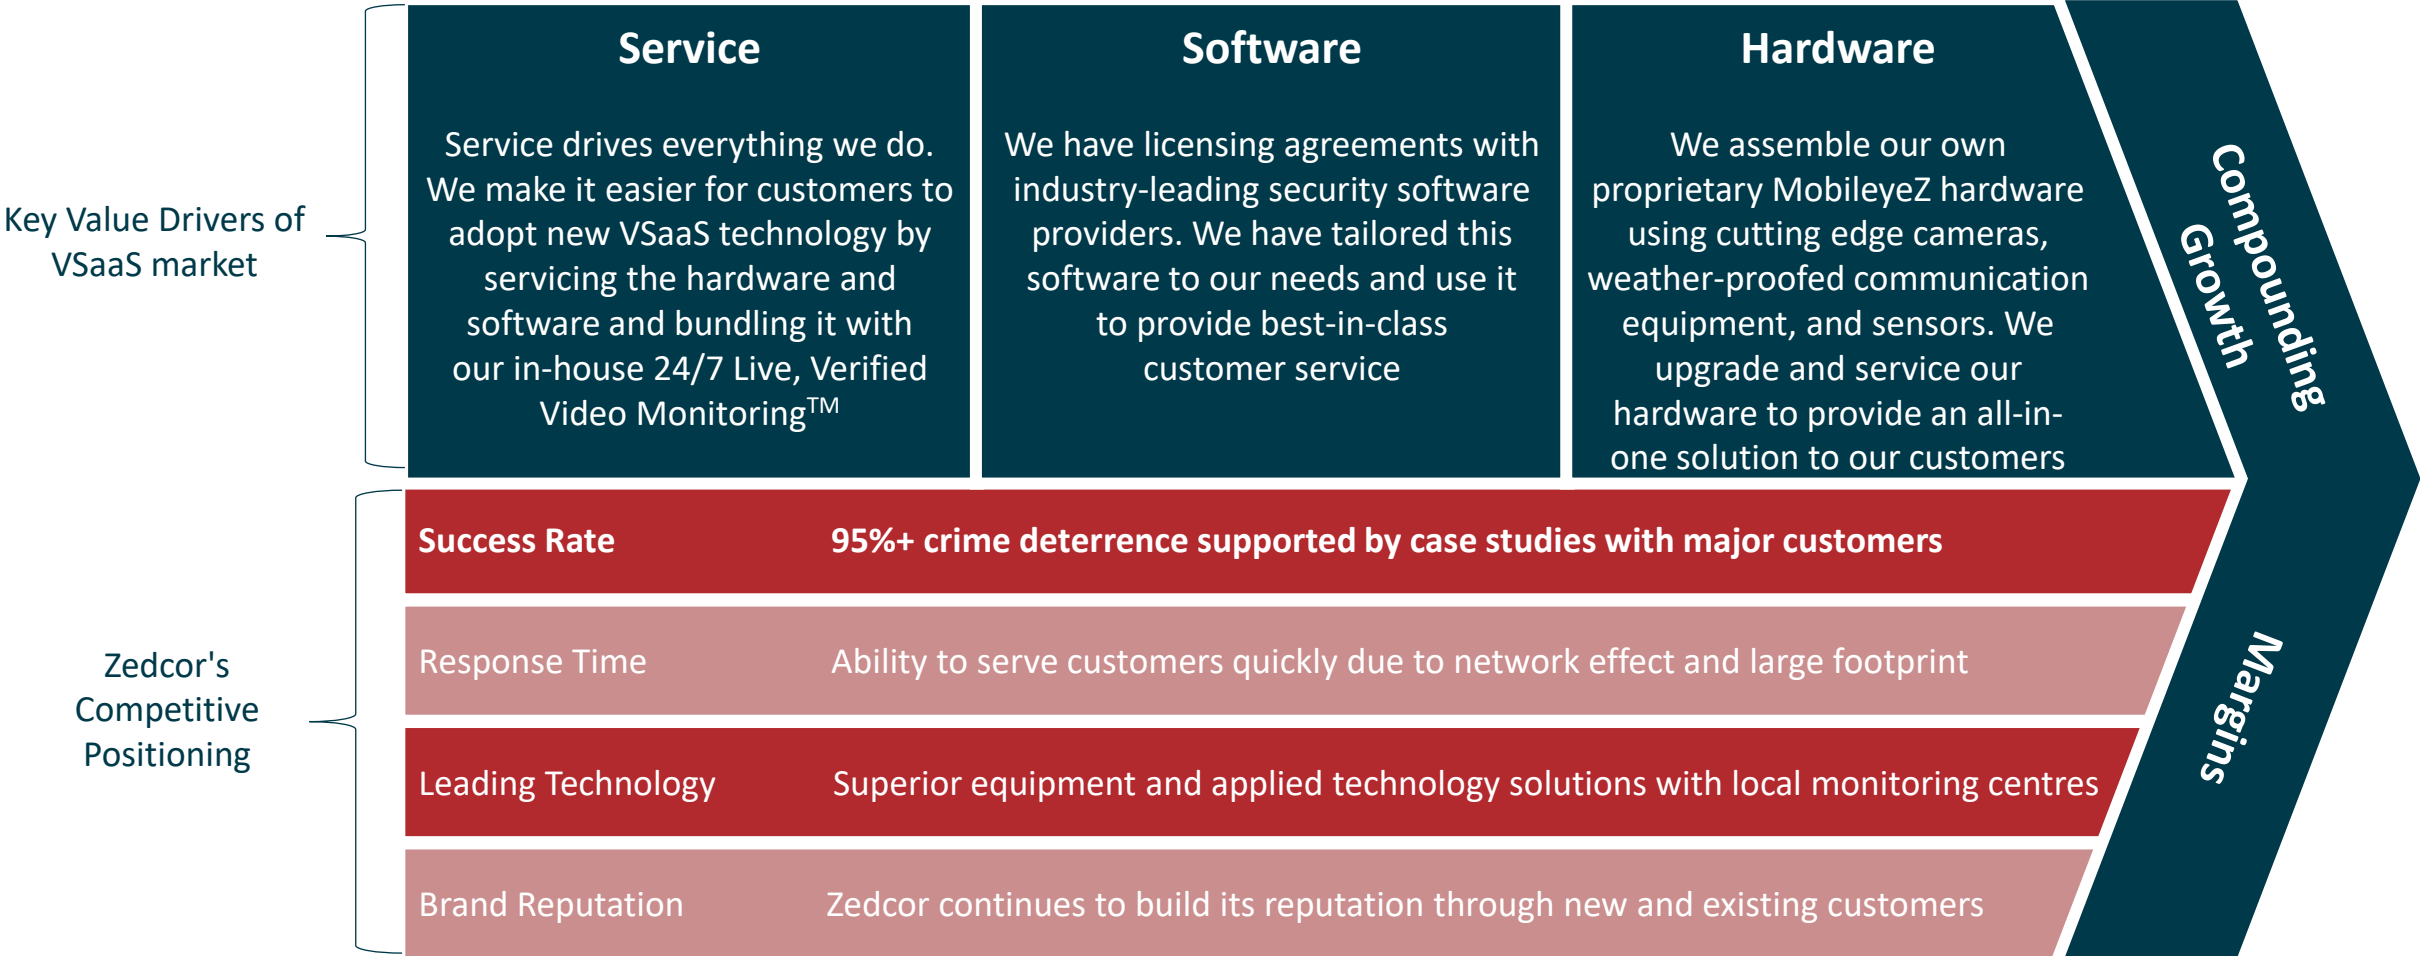 Key Value Drivers of
VSaaS market
Service
Service drives everything we do.
We make it easier for customers to
adopt new VSaaS technology by
servicing the hardware and
software and bundling it with
our in-house 24/7 Live, Verified
Video Monitoring™
Software
We have licensing agreements with
industry-leading security software
providers. We have tailored this
software to our needs and use it
to provide best-in-class
customer service
Hardware
We assemble our own
proprietary MobileyeZ hardware
using cutting edge cameras,
weather-proofed communication
equipment, and sensors. We
upgrade and service our
hardware to provide an all-in-
one solution to our customers
Compounding
Growth
Zedcor's
Competitive
Positioning
Success Rate 95%+ crime deterrence supported by case studies with major customers
Response Time Ability to serve customers quickly due to network effect and large footprint
Leading Technology Superior equipment and applied technology solutions with local monitoring centres
Brand Reputation Zedcor continues to build its reputation through new and existing customers
Margins